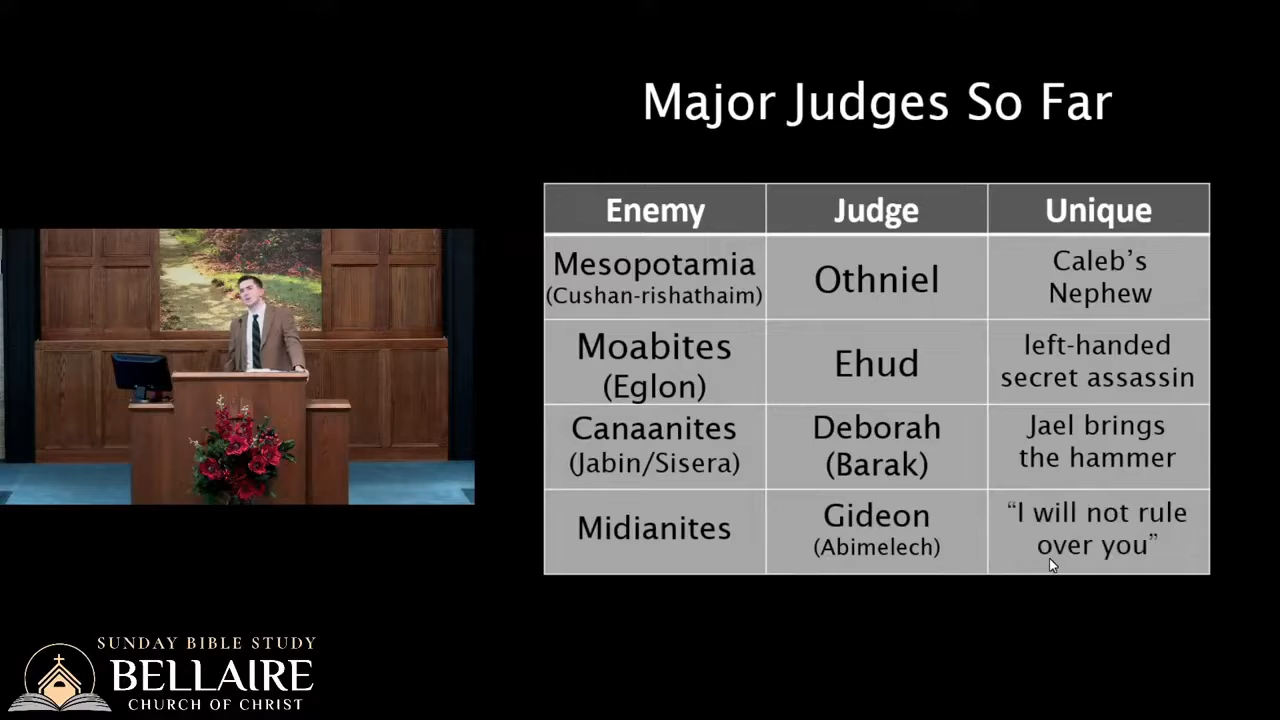 Major Judges So Far
Enemy
Judge
Unique
Mesopotamia
(Cushan-rishathaim)
Othniel
Caleb’s
Nephew
Moabites
(Eglon)
Ehud
left-handed
secret assassin
Canaanites
(Jabin/Sisera)
Deborah
(Barak)
Jael brings
the hammer
Midianites
Gideon
(Abimelech)
“I will not rule
over you”
SUNDAY BIBLE STUDY
BELLAIRE
CHURCH OF CHRIST